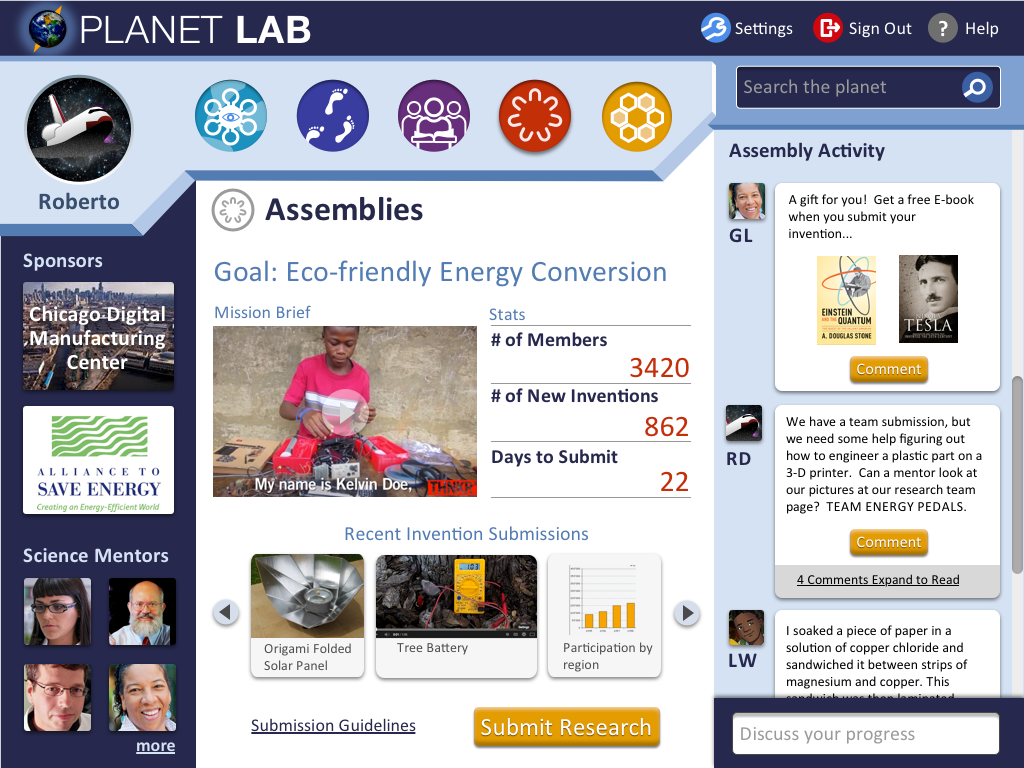 PLANET LAB
Settings
Sign Out
? Help
Search the planet
Roberto
Sponsors
Chicago Digital
Manufacturing
Center
ALLIANCE TO
SAVE ENERGY
Creating an Energy-Efficient World
Science Mentors
more
Assemblies
Goal: Eco-friendly Energy Conversion
Mission Brief
My name is Kelvin Doe,
THNKR
Stats
# of Members
3420
# of New Inventions
862
Days to Submit
22
Recent Invention Submissions
Origami Folded
Solar Panel
Tree Battery
Participation by
region
Submission Guidelines
Submit Research
Assembly Activity
GL
A gift for you! Get a free E-book
when you submit your
invention...
EINSTEIN
AND THE QUANTUM
A. DOUGLAS STONE
TESLA
Comment
RD
We have a team submission, but
we need some help figuring out
how to engineer a plastic part on a
3-D printer. Can a mentor look at
our pictures at our research team
page? TEAM ENERGY PEDALS.
Comment
4 Comments Expand to Read
LW
I soaked a piece of paper in a
solution of copper chloride and
sandwiched it between strips of
magnesium and copper. This
sandwich was then laminated
Discuss your progress